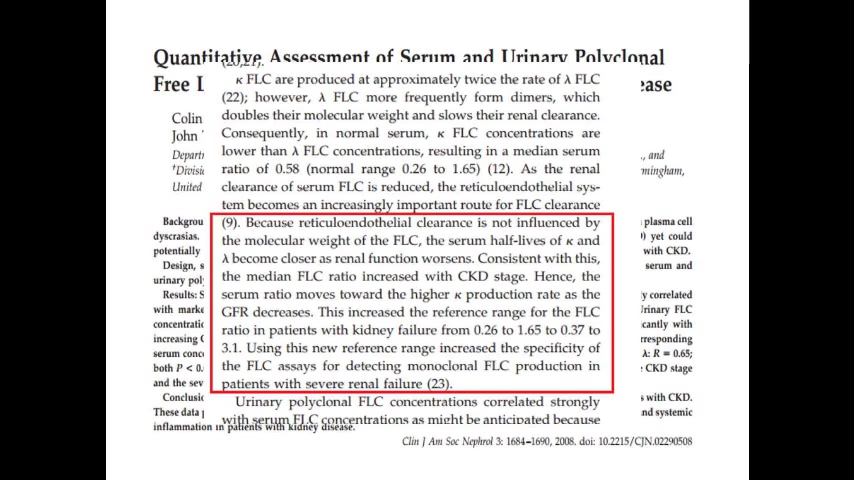 Quantitative Assessment of Serum and Urinary Polyclonal
Free L
ease
Colin
John
Departm
, and
†Divisio
mingham,
United
κ FLC are produced at approximately twice the rate of λ FLC
(22); however, λ FLC more frequently form dimers, which
doubles their molecular weight and slows their renal clearance.
Consequently, in normal serum, κ FLC concentrations are
lower than λ FLC concentrations, resulting in a median serum
ratio of 0.58 (normal range 0.26 to 1.65) (12). As the renal
clearance of serum FLC is reduced, the reticuloendothelial sys-
tem becomes an increasingly important route for FLC clearance
(9). Because reticuloendothelial clearance is not influenced by
the molecular weight of the FLC, the serum half-lives of κ and
λ become closer as renal function worsens. Consistent with this,
the median FLC ratio increased with CKD stage. Hence, the
serum ratio moves toward the higher κ production rate as the
GFR decreases. This increased the reference range for the FLC
ratio in patients with kidney failure from 0.26 to 1.65 to 0.37 to
3.1. Using this new reference range increased the specificity of
the FLC assays for detecting monoclonal FLC production in
patients with severe renal failure (23).
Urinary polyclonal FLC concentrations correlated strongly
with serum FLC concentrations as might be anticipated because
Backgrou
plasma cell
dyscrasias.
) yet could
potentially
with CKD.
Design, s
serum and
urinary pol
Results: S
ly correlated
with marke
Urinary FLC
concentratio
icantly with
increasing C
rresponding
serum conc
λ: R = 0.65;
both P < 0.
CKD stage
and the sev
Conclusio
s with CKD.
These data p
and systemic
inflammation in patients with kidney disease.
Clin J Am Soc Nephrol 3: 1684–1690, 2008. doi: 10.2215/CJN.02290508